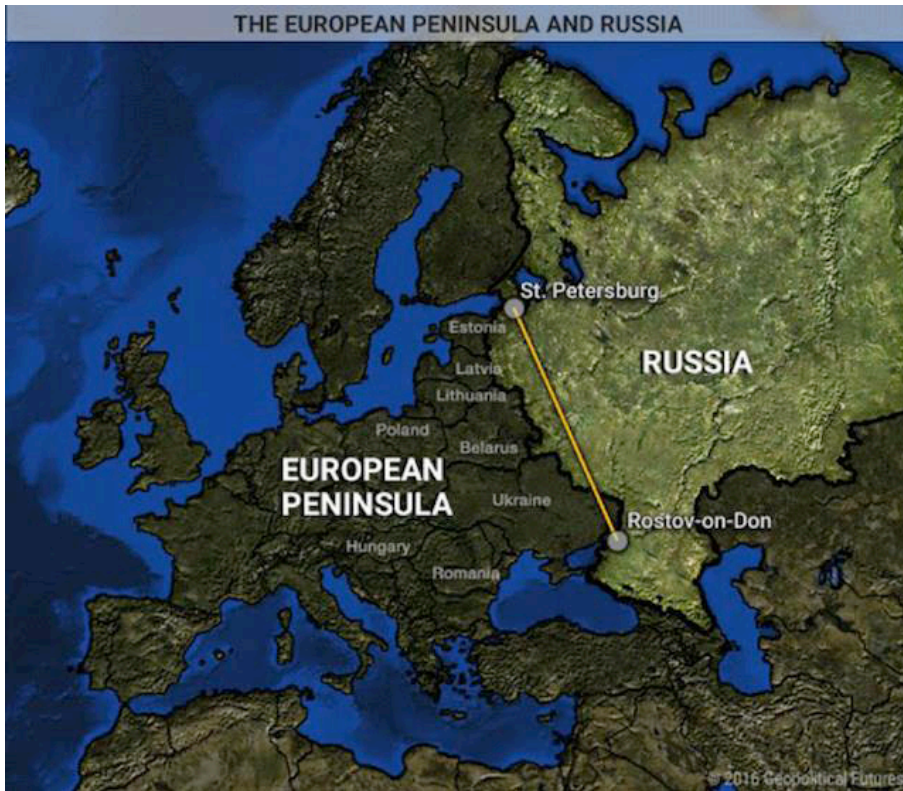 THE EUROPEAN PENINSULA AND RUSSIA
St. Petersburg
Estonia
RUSSIA
Latvia
Lithuania
Poland
Belarus
EUROPEAN
PENINSULA
Ukraine
Rostov-on-Don
Hungary
Romania
© 2016 Geopolitical Futures